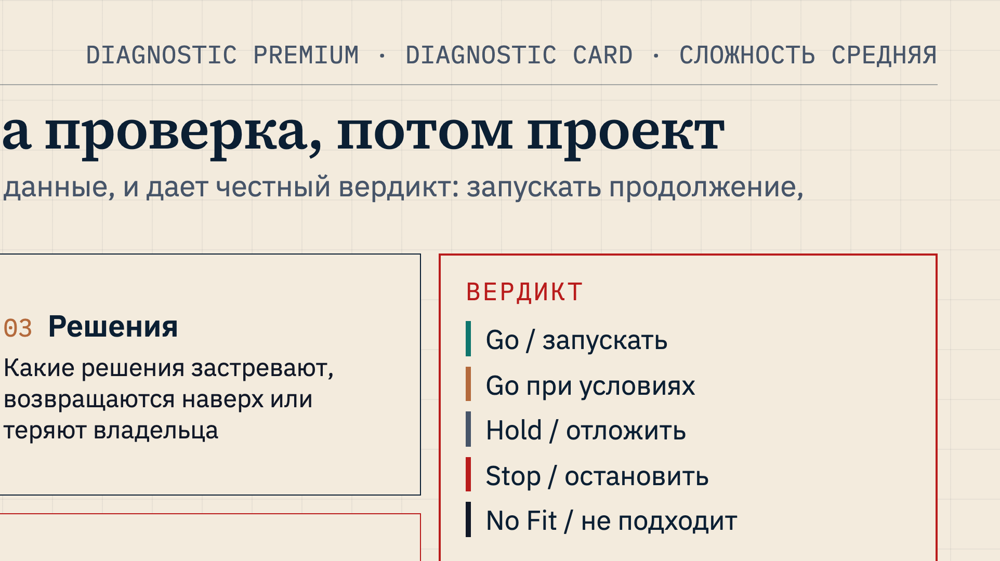 DIAGNOSTIC PREMIUM · DIAGNOSTIC CARD · СЛОЖНОСТЬ СРЕДНЯЯ
а проверка, потом проект
данные, и дает честный вердикт: запускать продолжение,
03 Решения
Какие решения застревают,
возвращаются наверх или
теряют владельца
ВЕРДИКТ
Go / запускать
Go при условиях
Hold / отложить
Stop / остановить
No Fit / не подходит